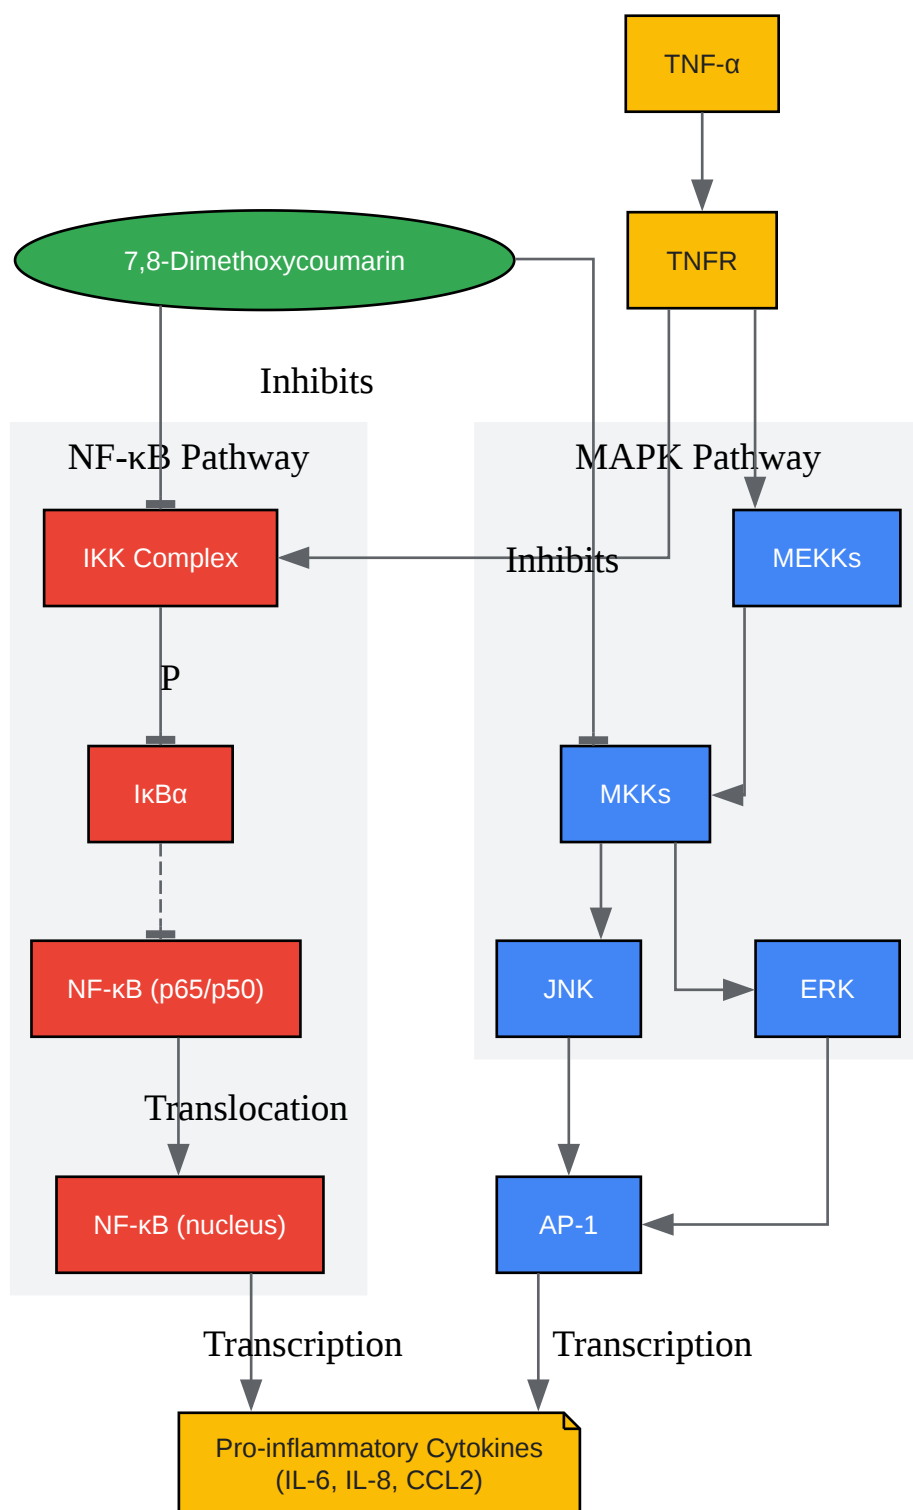 TNF-α
7,8-Dimethoxycoumarin
TNFR
Inhibits
NF-κB Pathway
MAPK Pathway
IKK Complex
Inhibits
MEKKs
P
IκBα
MKKs
NF-κB (p65/p50)
JNK
ERK
Translocation
NF-κB (nucleus)
AP-1
Transcription
Transcription
Pro-inflammatory Cytokines
(IL-6, IL-8, CCL2)